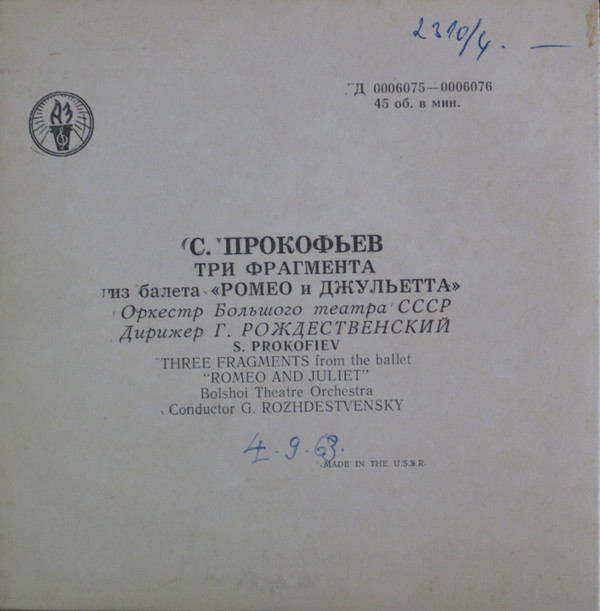 2310/4. —
Д 0006075—0006076
45 об. в мин.
АЗ
С. ПРОКОФЬЕВ
ТРИ ФРАГМЕНТА
из балета «РОМЕО и ДЖУЛЬЕТТА»
Оркестр Большого театра СССР
Дирижер Г. РОЖДЕСТВЕНСКИЙ
S. PROKOFIEV
THREE FRAGMENTS from the ballet
"ROMEO AND JULIET"
Bolshoi Theatre Orchestra
Conductor G. ROZHDESTVENSKY
4. 9. 63.
MADE IN THE U.S.S.R.